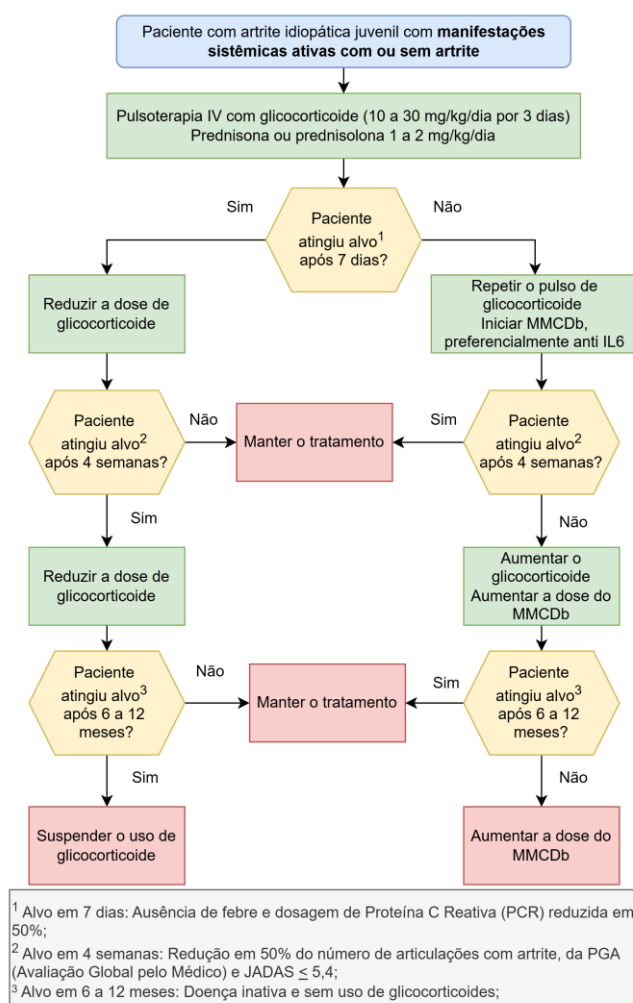 Paciente com artrite idiopática juvenil com manifestações
sistêmicas ativas com ou sem artrite
Pulsoterapia IV com glicocorticoide (10 a 30 mg/kg/dia por 3 dias)
Prednisona ou prednisolona 1 a 2 mg/kg/dia
Sim
Não
Paciente
atingiu alvo¹
após 7 dias?
Reduzir a dose de
glicocorticoide
Repetir o pulso de
glicocorticoide
Iniciar MMCDb,
preferencialmente anti IL6
Paciente
atingiu alvo²
após 4 semanas?
Não
Manter o tratamento
Sim
Paciente
atingiu alvo²
após 4 semanas?
Sim
Não
Reduzir a dose de
glicocorticoide
Aumentar o
glicocorticoide
Aumentar a dose do
MMCDb
Paciente
atingiu alvo³
após 6 a 12
meses?
Não
Manter o tratamento
Sim
Paciente
atingiu alvo³
após 6 a 12
meses?
Sim
Não
Suspender o uso de
glicocorticoide
Aumentar a dose do
MMCDb
¹ Alvo em 7 dias: Ausência de febre e dosagem de Proteína C Reativa (PCR) reduzida em
50%;
² Alvo em 4 semanas: Redução em 50% do número de articulações com artrite, da PGA
(Avaliação Global pelo Médico) e JADAS ≤ 5,4;
³ Alvo em 6 a 12 meses: Doença inativa e sem uso de glicocorticoides;